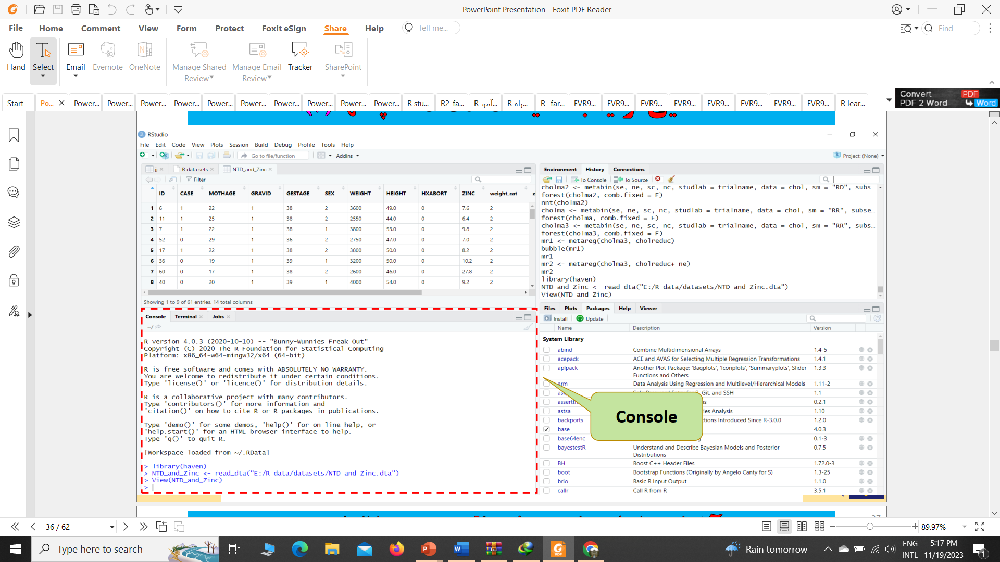 PowerPoint Presentation - Foxit PDF Reader
File Home Comment View Form Protect Foxit eSign Share Help Tell me... Find
Hand Select Email Evernote OneNote Manage Shared Review Manage Email Review Tracker SharePoint
Start Po... Power... Power... Power... Power... Power... Power... Power... Power... Power... Power... R stu... R2_fa... R_آمو... R راه... R- far... FVR9... FVR9... FVR9... FVR9... FVR9... FVR9... FVR9... FVR9... R lear...
Convert PDF
PDF 2 Word Word
RStudio
File Edit Code View Plots Session Build Debug Profile Tools Help
Go to file/function Addins Project: (None)
jj R data sets NTD_and_Zinc
Filter
ID CASE MOTHAGE GRAVID GESTAGE SEX WEIGHT HEIGHT HXABORT ZINC weight_cat z
1 6 1 22 1 38 2 3600 49.0 0 7.6 2
2 11 1 25 1 38 2 2550 44.0 0 6.4 2
3 7 1 22 1 38 1 3800 53.0 0 9.8 2
4 52 0 29 1 36 2 2750 47.0 0 7.0 2
5 17 1 22 1 38 2 3800 50.0 0 8.2 2
6 36 0 19 1 39 1 3200 50.0 0 10.2 2
7 60 0 17 1 38 2 2600 46.0 0 27.8 2
8 40 0 20 1 39 1 4000 54.0 0 9.2 2
Showing 1 to 9 of 61 entries, 14 total columns
Environment History Connections
To Console To Source
cholma2 <- metabin(se, ne, sc, nc, studlab = trialname, data = chol, sm = "RD", subs...
forest(cholma2, comb.fixed = F)
nnt(cholma2)
cholma <- metabin(se, ne, sc, nc, studlab = trialname, data = chol, sm = "RR", subse...
forest(cholma, comb.fixed = F)
cholma3 <- metabin(se, ne, sc, nc, studlab = trialname, data = chol, sm = "RR", subs...
forest(cholma3, comb.fixed = F)
mr1 <- metareg(cholma3, cholreduc)
bubble(mr1)
mr1
mr2 <- metareg(cholma3, cholreduc+ ne)
mr2
library(haven)
NTD_and_Zinc <- read_dta("E:/R data/datasets/NTD and Zinc.dta")
View(NTD_and_Zinc)
Console Terminal Jobs
~/
R version 4.0.3 (2020-10-10) -- "Bunny-Wunnies Freak Out"
Copyright (C) 2020 The R Foundation for Statistical Computing
Platform: x86_64-w64-mingw32/x64 (64-bit)
R is free software and comes with ABSOLUTELY NO WARRANTY.
You are welcome to redistribute it under certain conditions.
Type 'license()' or 'licence()' for distribution details.
R is a collaborative project with many contributors.
Type 'contributors()' for more information and
'citation()' on how to cite R or R packages in publications.
Type 'demo()' for some demos, 'help()' for on-line help, or
'help.start()' for an HTML browser interface to help.
Type 'q()' to quit R.
[Workspace loaded from ~/.RData]
> library(haven)
> NTD_and_Zinc <- read_dta("E:/R data/datasets/NTD and Zinc.dta")
> View(NTD_and_Zinc)
>
Files Plots Packages Help Viewer
Install Update
Name Description Version
System Library
abind Combine Multidimensional Arrays 1.4-5
acepack ACE and AVAS for Selecting Multiple Regression Transformations 1.4.1
aplpack Another Plot Package: 'Bagplots', 'Iconplots', 'Summaryplots', Slider Functions and Others 1.3.3
arm Data Analysis Using Regression and Multilevel/Hierarchical Models 1.11-2
Git, and SSH 1.1
0.2.1
astsa Analysis 1.10
backports Introduced Since R-3.0.0 1.2.0
base 4.0.3
base64enc 0.1-3
bayestestR Understand and Describe Bayesian Models and Posterior Distributions 0.7.5
BH Boost C++ Header Files 1.72.0-3
boot Bootstrap Functions (Originally by Angelo Canty for S) 1.3-25
brio Basic R Input Output 1.1.0
callr Call R from R 3.5.1
Console
36 / 62
89.97%
Type here to search
Rain tomorrow
ENG
INTL
5:17 PM
11/19/2023
1